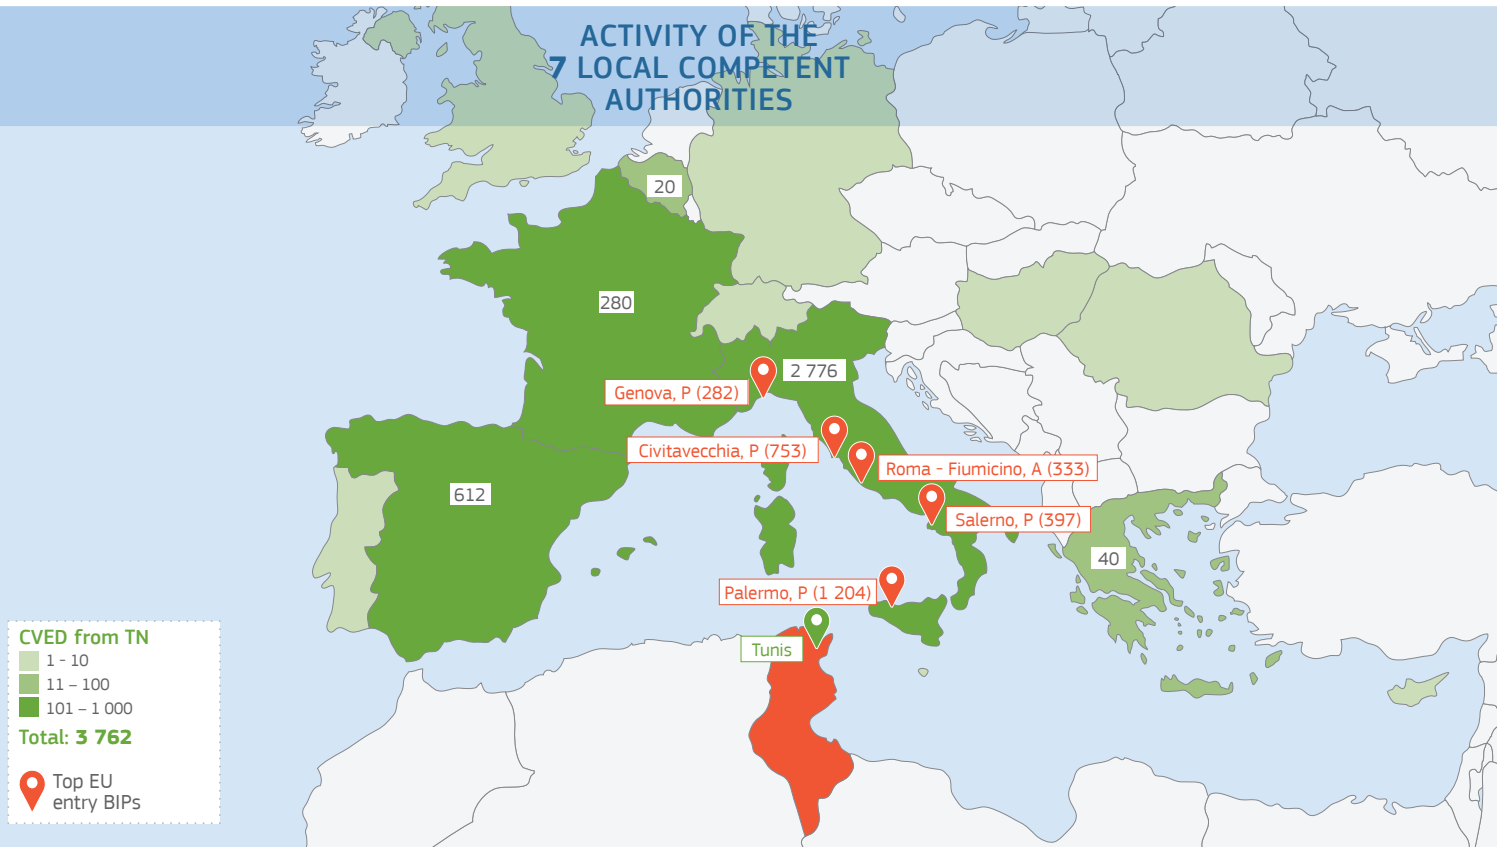 ACTIVITY OF THE
7 LOCAL COMPETENT
AUTHORITIES
20
280
2 776
Genova, P (282)
Civitavecchia, P (753)
Roma - Fiumicino, A (333)
612
Salerno, P (397)
40
Palermo, P (1 204)
Tunis
CVED from TN
1 - 10
11 – 100
101 – 1 000
Total: 3 762
Top EU
entry BIPs